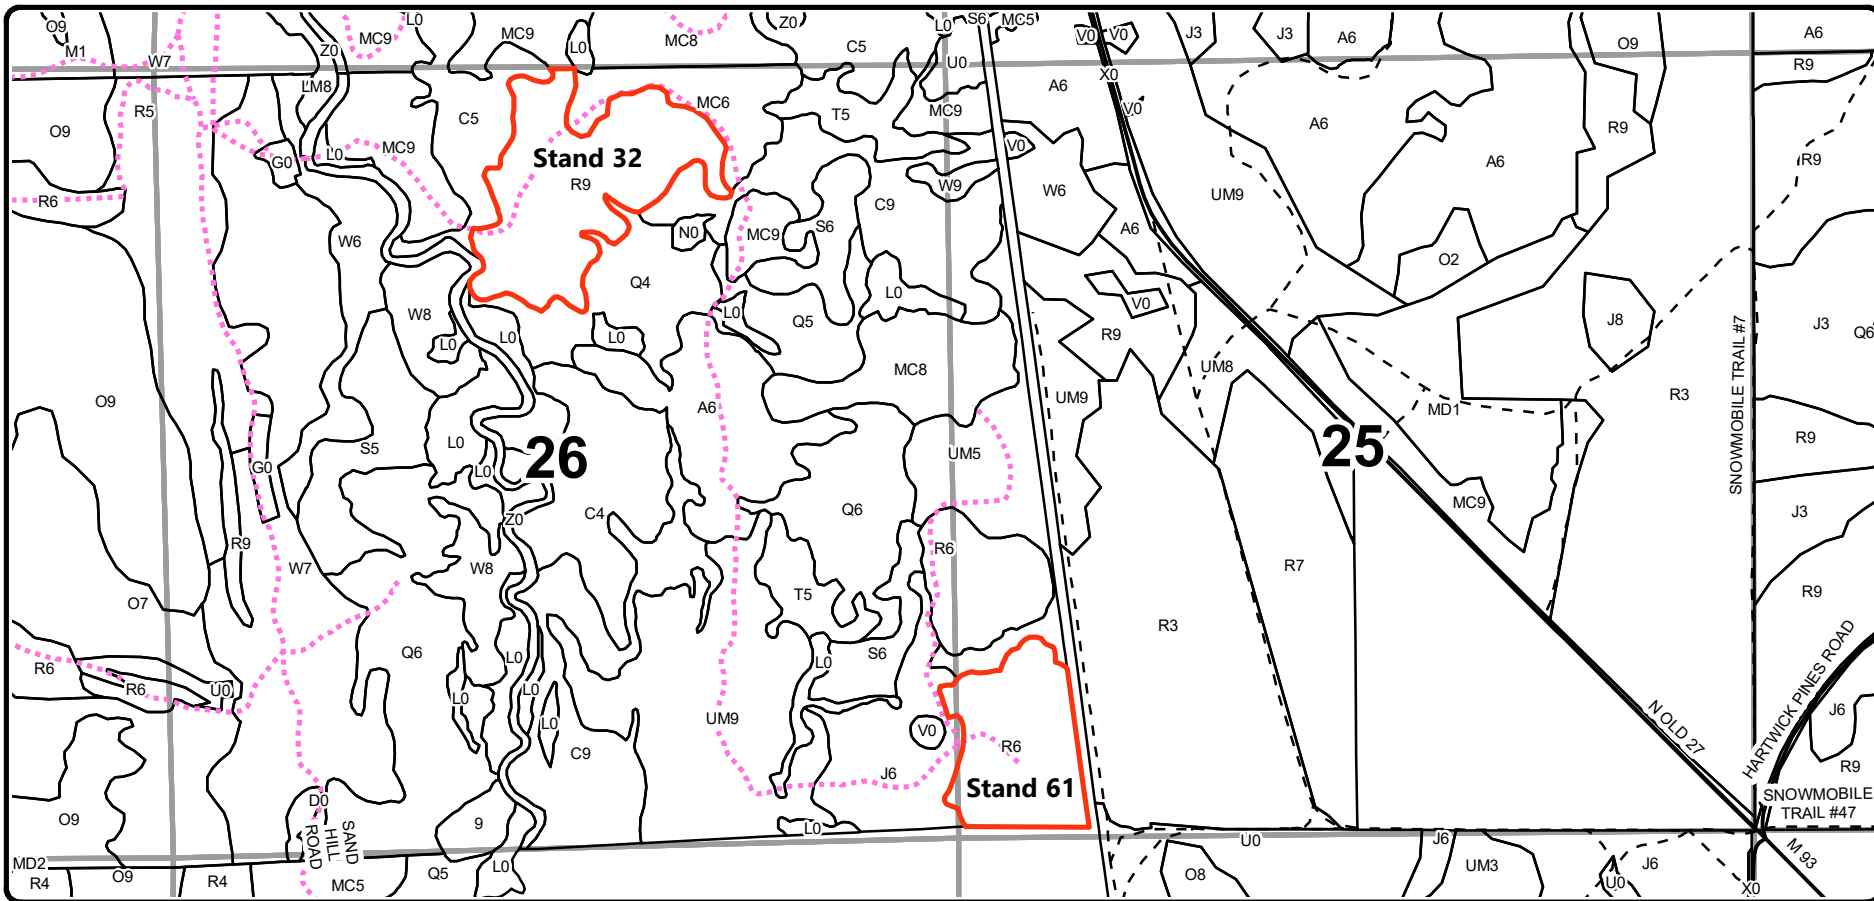 O9
M1
W7
Z0
MC9
L0
MC9
L0
MC8
Z0
C5
L0
S6
MC5
U0
V0
V0
X0
J3
J3
A6
O9
A6
R9
LM8
R5
O9
C5
MC6
T5
MC9
A6
V0
A6
R9
G0
L0
MC9
Stand 32
R9
V0
A6
R9
R6
W9
W6
UM9
C9
W6
N0
MC9
S6
A6
O2
Q4
L0
V0
W8
L0
L0
L0
L0
Q5
R9
J8
J3
Q6
SNOWMOBILE TRAIL #7
MC8
UM8
R3
O9
A6
UM9
MD1
S5
L0
26
UM5
25
R9
G0
L0
MC9
Z0
C4
Q6
J3
R9
W7
W8
R6
R7
O7
T5
R9
R3
Q6
L0
L0
S6
R6
R6
U0
L0
L0
L0
UM9
V0
C9
R6
J6
N OLD 27
HARTWICK PINES ROAD
J6
R9
D0
Stand 61
SNOWMOBILE
TRAIL #47
O9
9
L0
SAND
HILL
ROAD
U0
J6
M 93
MD2
R4
O9
R4
MC5
Q5
L0
O8
UM3
U0
J6
X0